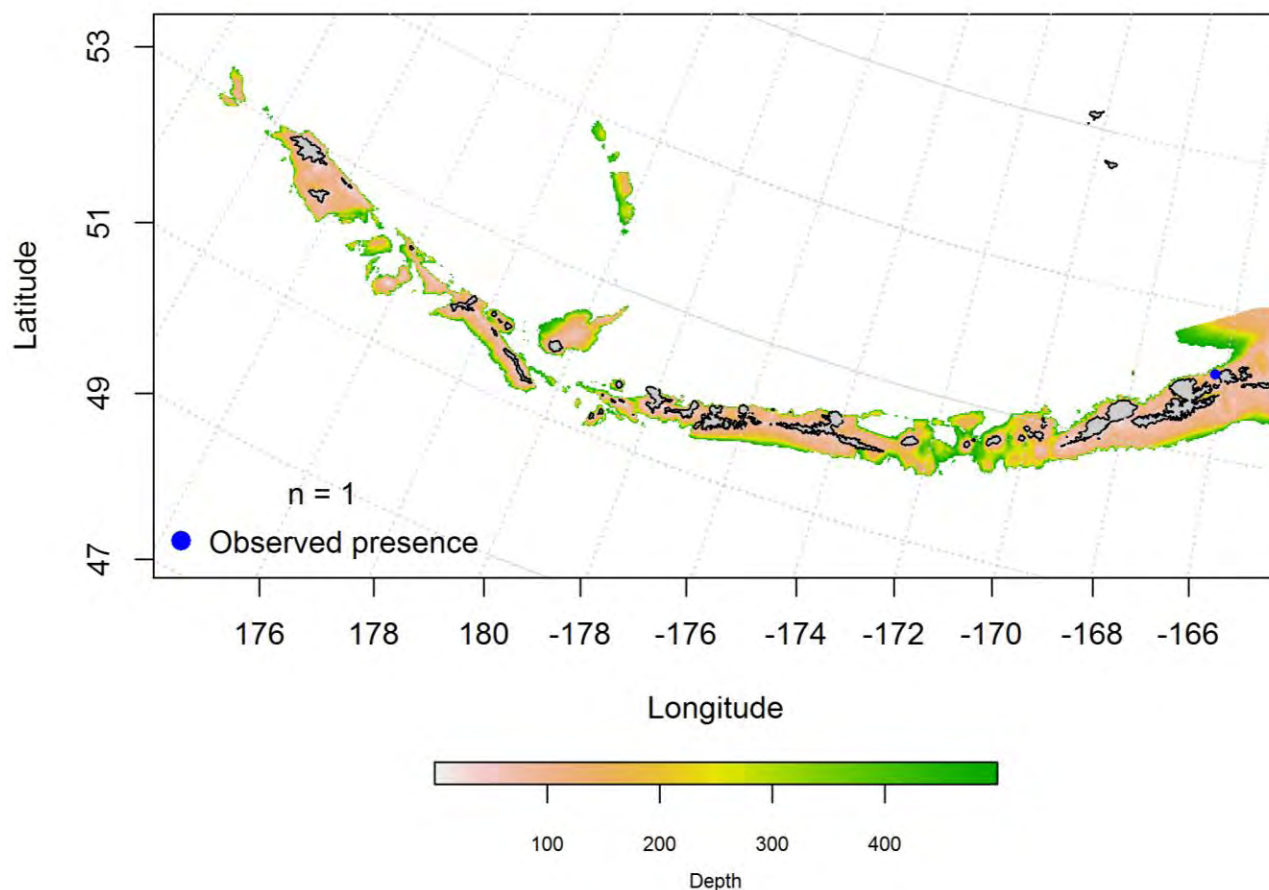 53
51
49
47
Latitude
n = 1
Observed presence
176 178 180 -178 -176 -174 -172 -170 -168 -166
Longitude
100 200 300 400
Depth